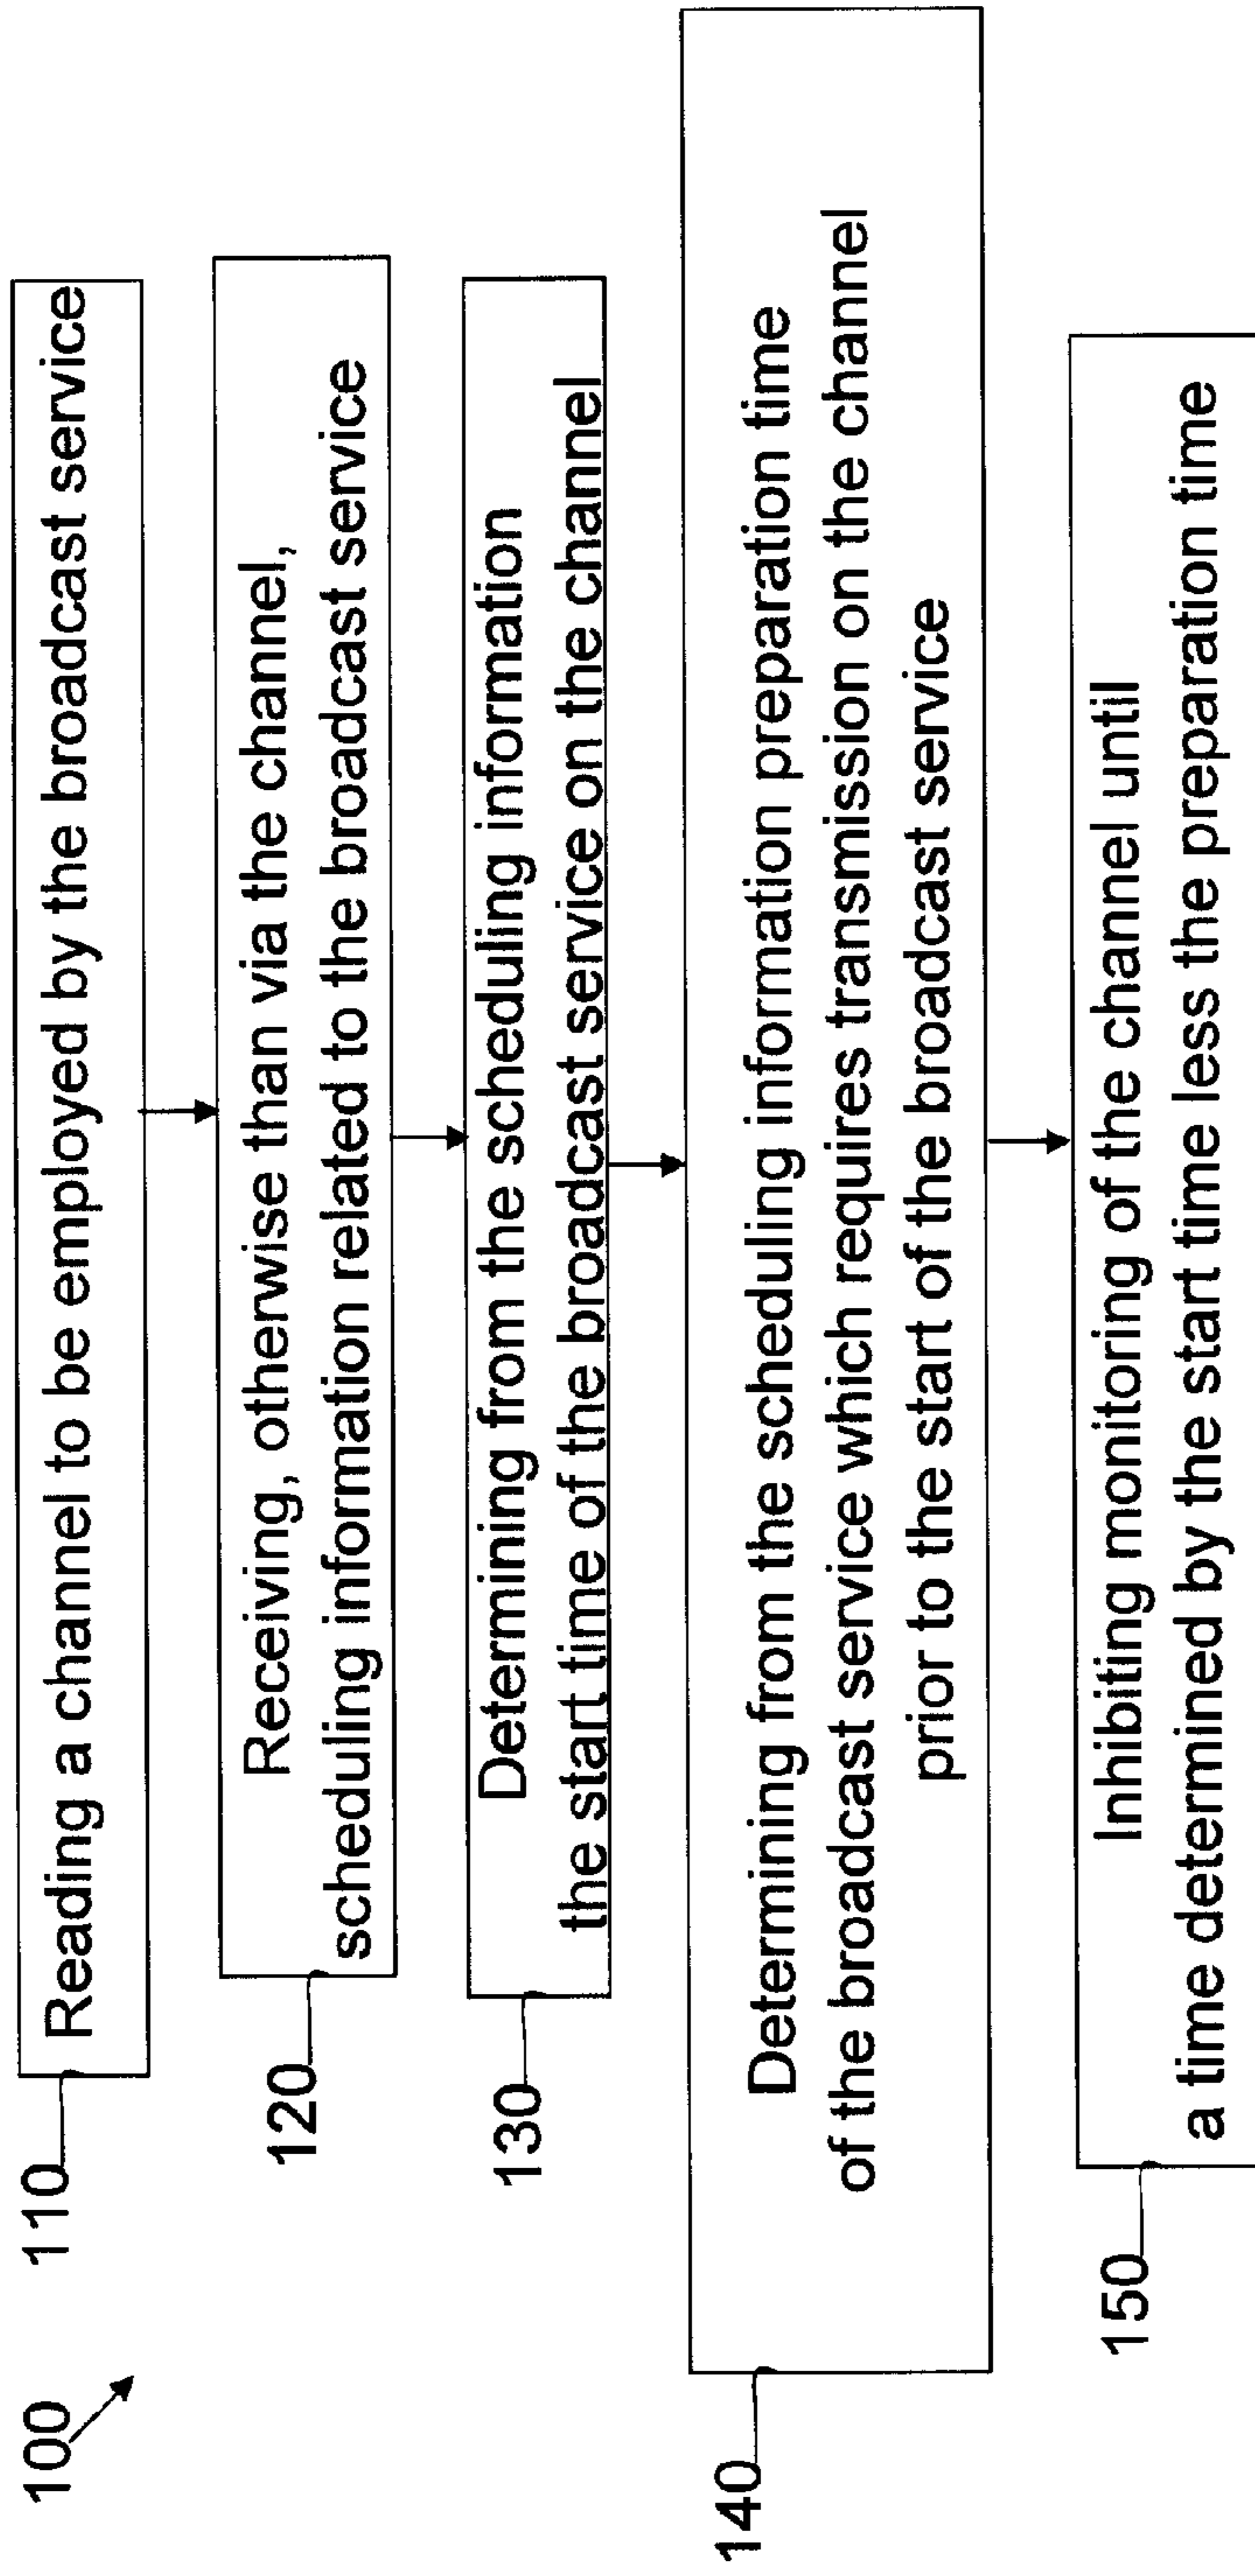 100
110
Reading a channel to be employed by the broadcast service
120
Receiving, otherwise than via the channel,
scheduling information related to the broadcast service
130
Determining from the scheduling information
the start time of the broadcast service on the channel
140
Determining from the scheduling information preparation time
of the broadcast service which requires transmission on the channel
prior to the start of the broadcast service
150
Inhibiting monitoring of the channel until
a time determined by the start time less the preparation time